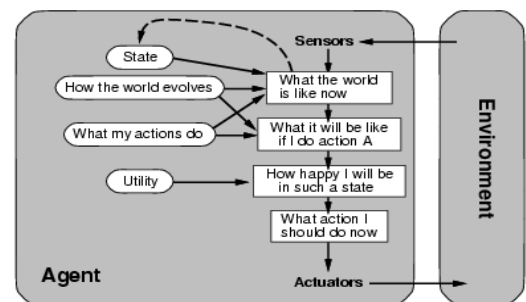 Sensors
State
How the world evolves
What my actions do
Utility
What the world
is like now
What it will be like
if I do action A
How happy I will be
in such a state
What action I
should do now
Agent
Actuators
Environment